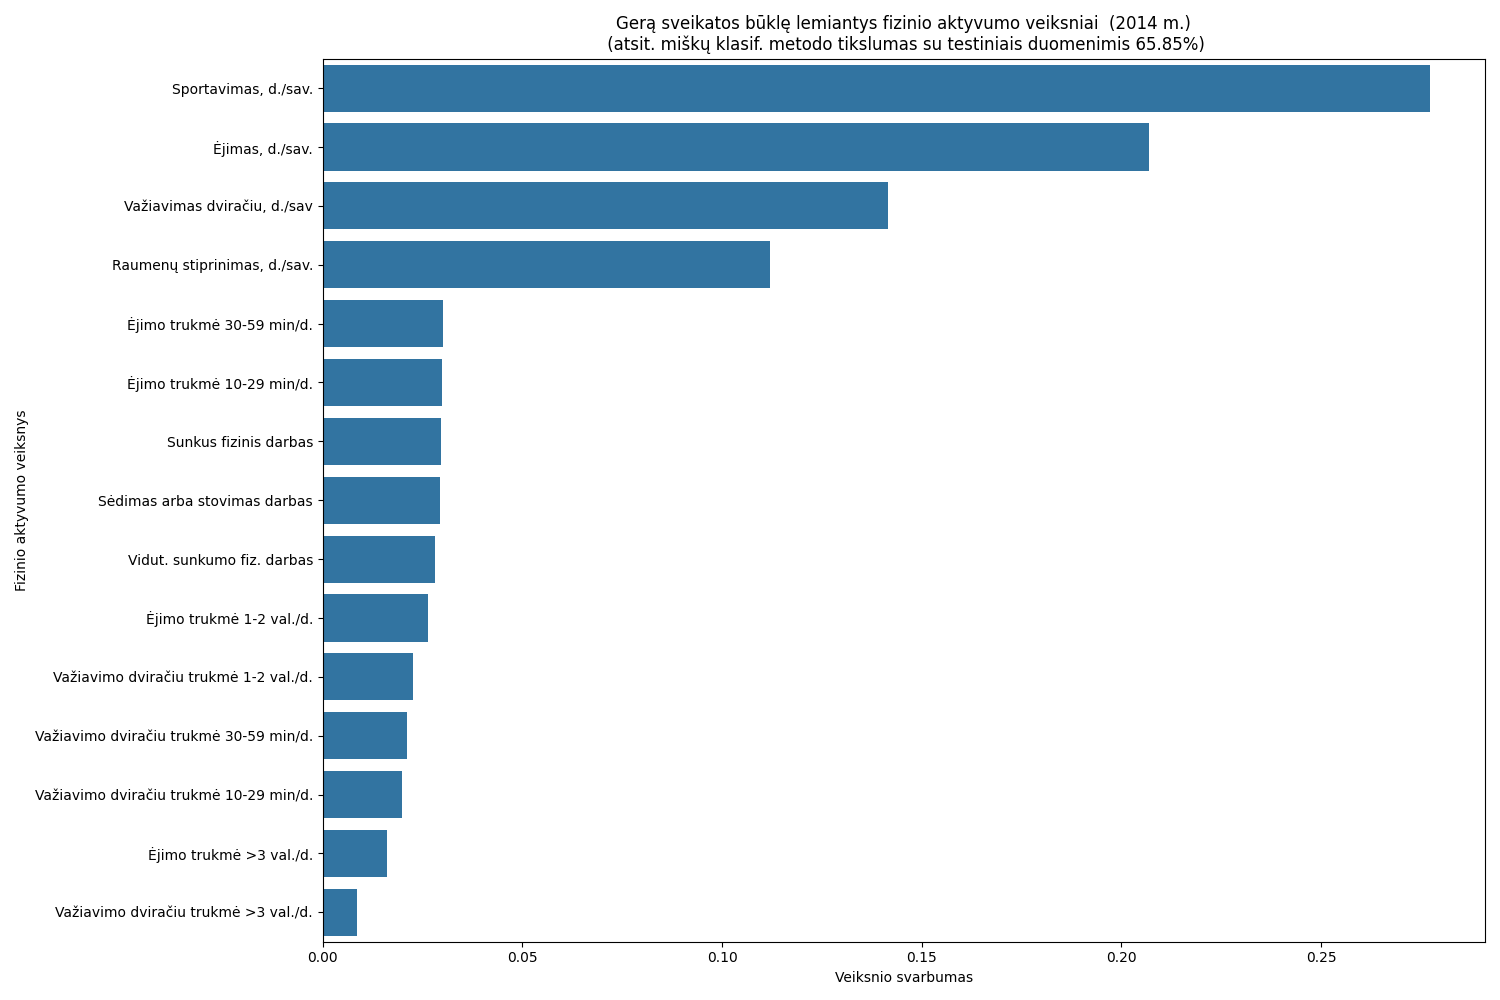 Gerą sveikatos būklę lemiantys fizinio aktyvumo veiksniai  (2014 m.)
(atsit. miškų klasif. metodo tikslumas su testiniais duomenimis 65.85%)
Fizinio aktyvumo veiksnys
Sportavimas, d./sav.
Ėjimas, d./sav.
Važiavimas dviračiu, d./sav
Raumenų stiprinimas, d./sav.
Ėjimo trukmė 30-59 min/d.
Ėjimo trukmė 10-29 min/d.
Sunkus fizinis darbas
Sėdimas arba stovimas darbas
Vidut. sunkumo fiz. darbas
Ėjimo trukmė 1-2 val./d.
Važiavimo dviračiu trukmė 1-2 val./d.
Važiavimo dviračiu trukmė 30-59 min/d.
Važiavimo dviračiu trukmė 10-29 min/d.
Ėjimo trukmė >3 val./d.
Važiavimo dviračiu trukmė >3 val./d.
0.00 0.05 0.10 0.15 0.20 0.25
Veiksnio svarbumas